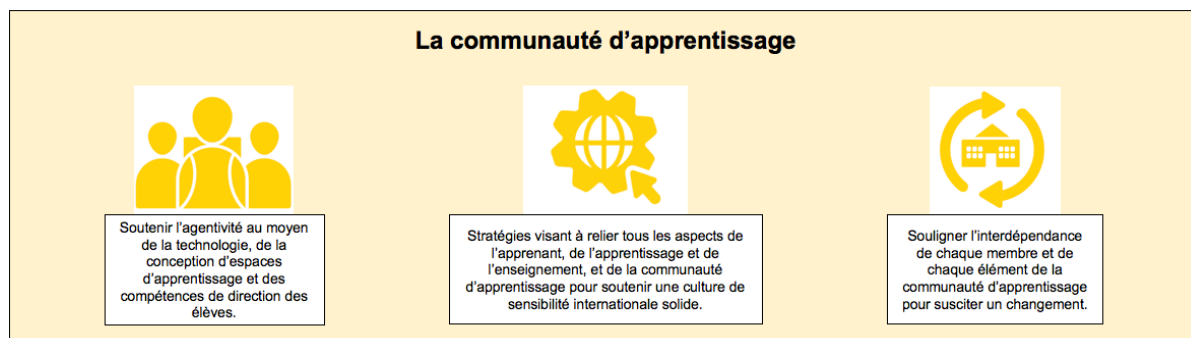 La communauté d’apprentissage
Soutenir l’agentivité au moyen
de la technologie, de la
conception d’espaces
d’apprentissage et des
compétences de direction des
élèves.
Stratégies visant à relier tous les aspects de
l’apprenant, de l’apprentissage et de
l’enseignement, et de la communauté
d’apprentissage pour soutenir une culture de
sensibilité internationale solide.
Souligner l’interdépendance
de chaque membre et de
chaque élément de la
communauté d’apprentissage
pour susciter un changement.